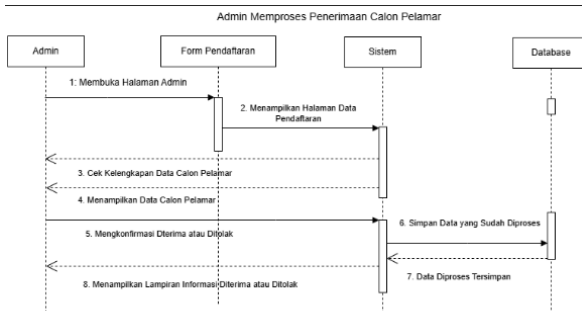 Admin Memproses Penerimaan Calon Pelamar
Admin
Form Pendaftaran
Sistem
Database
1: Membuka Halaman Admin
2. Menampilkan Halaman Data
Pendaftaran
3. Cek Kelengkapan Data Calon Pelamar
4. Menampilkan Data Calon Pelamar
5. Mengkonfirmasi Dterima atau Ditolak
6. Simpan Data yang Sudah Diproses
7. Data Diproses Tersimpan
8. Menampilkan Lampiran Informasi Diterima atau Ditolak